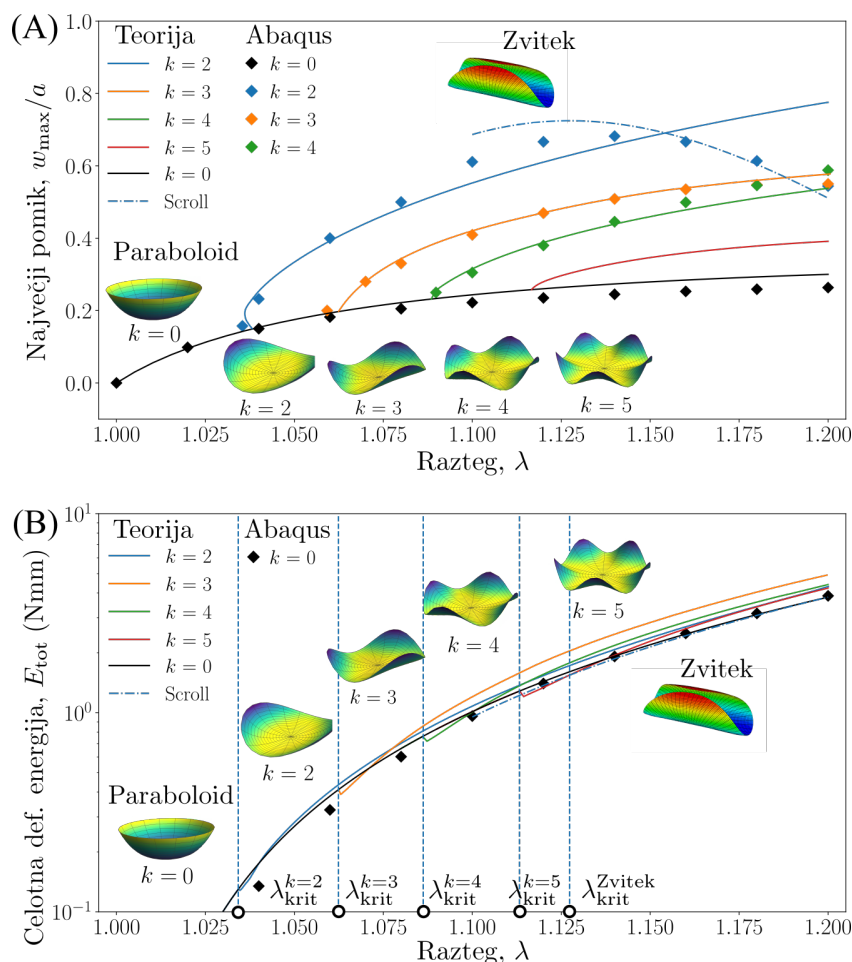 (A)
Teorija
k = 2
k = 3
k = 4
k = 5
k = 0
Scroll
Abaqus
k = 0
k = 2
k = 3
k = 4
Zvitek
Paraboloid
k = 0
k = 2
k = 3
k = 4
k = 5
Največji pomik, w_max/a
1.0
0.8
0.6
0.4
0.2
0.0
1.000 1.025 1.050 1.075 1.100 1.125 1.150 1.175 1.200
Razteg, λ
(B)
Teorija
k = 2
k = 3
k = 4
k = 5
k = 0
Scroll
Abaqus
k = 0
k = 5
k = 4
k = 3
k = 2
Zvitek
Paraboloid
k = 0
λ_krit^{k=2} λ_krit^{k=3} λ_krit^{k=4} λ_krit^{k=5} λ_krit^{Zvitek}
Celotna def. energija, E_tot (Nmm)
10^1
10^0
10^{-1}
1.000 1.025 1.050 1.075 1.100 1.125 1.150 1.175 1.200
Razteg, λ